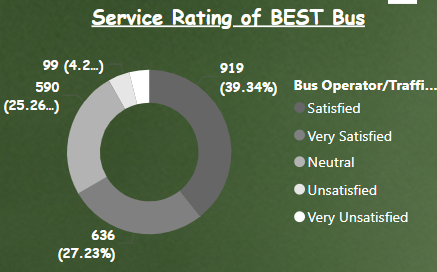 Service Rating of BEST Bus
99 (4.2...)
919
(39.34%)
590
(25.26...)
636
(27.23%)
Bus Operator/Traffi...
Satisfied
Very Satisfied
Neutral
Unsatisfied
Very Unsatisfied